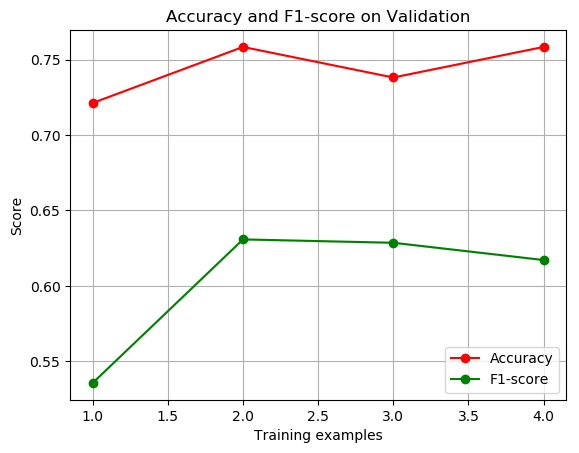 Accuracy and F1-score on Validation
0.75
0.70
0.65
0.60
0.55
Score
1.0 1.5 2.0 2.5 3.0 3.5 4.0
Training examples
Accuracy
F1-score